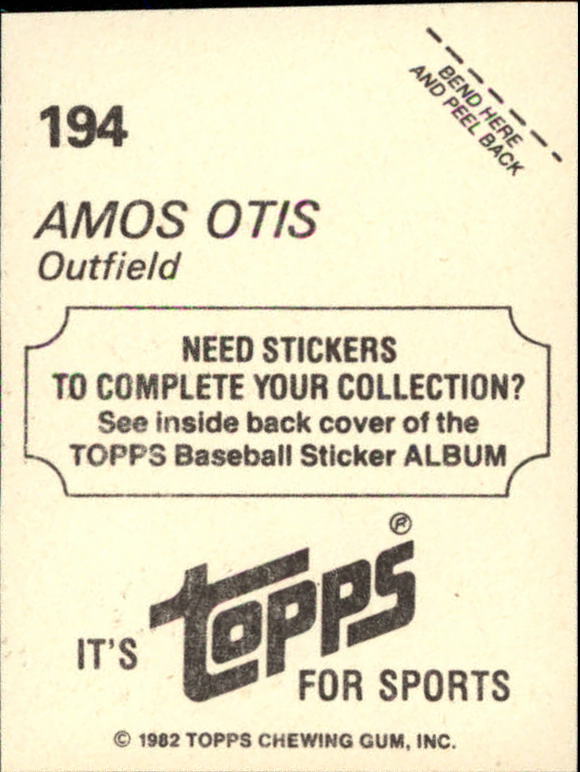 BEND HERE
AND PEEL BACK
194
AMOS OTIS
Outfield
NEED STICKERS
TO COMPLETE YOUR COLLECTION?
See inside back cover of the
TOPPS Baseball Sticker ALBUM
IT'S topps®
FOR SPORTS
© 1982 TOPPS CHEWING GUM, INC.